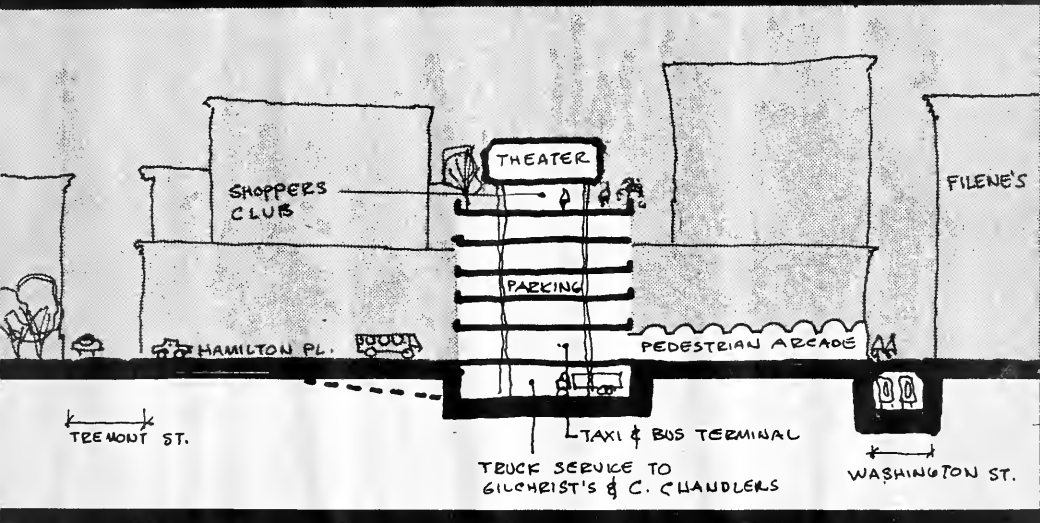 THEATER
SHOPPERS
CLUB
FILENE'S
PARKING
HAMILTON PL.
PEDESTRIAN ARCADE
TREMONT ST.
TAXI & BUS TERMINAL
TRUCK SERVICE TO
GILCHRIST'S & C. CHANDLERS
WASHINGTON ST.